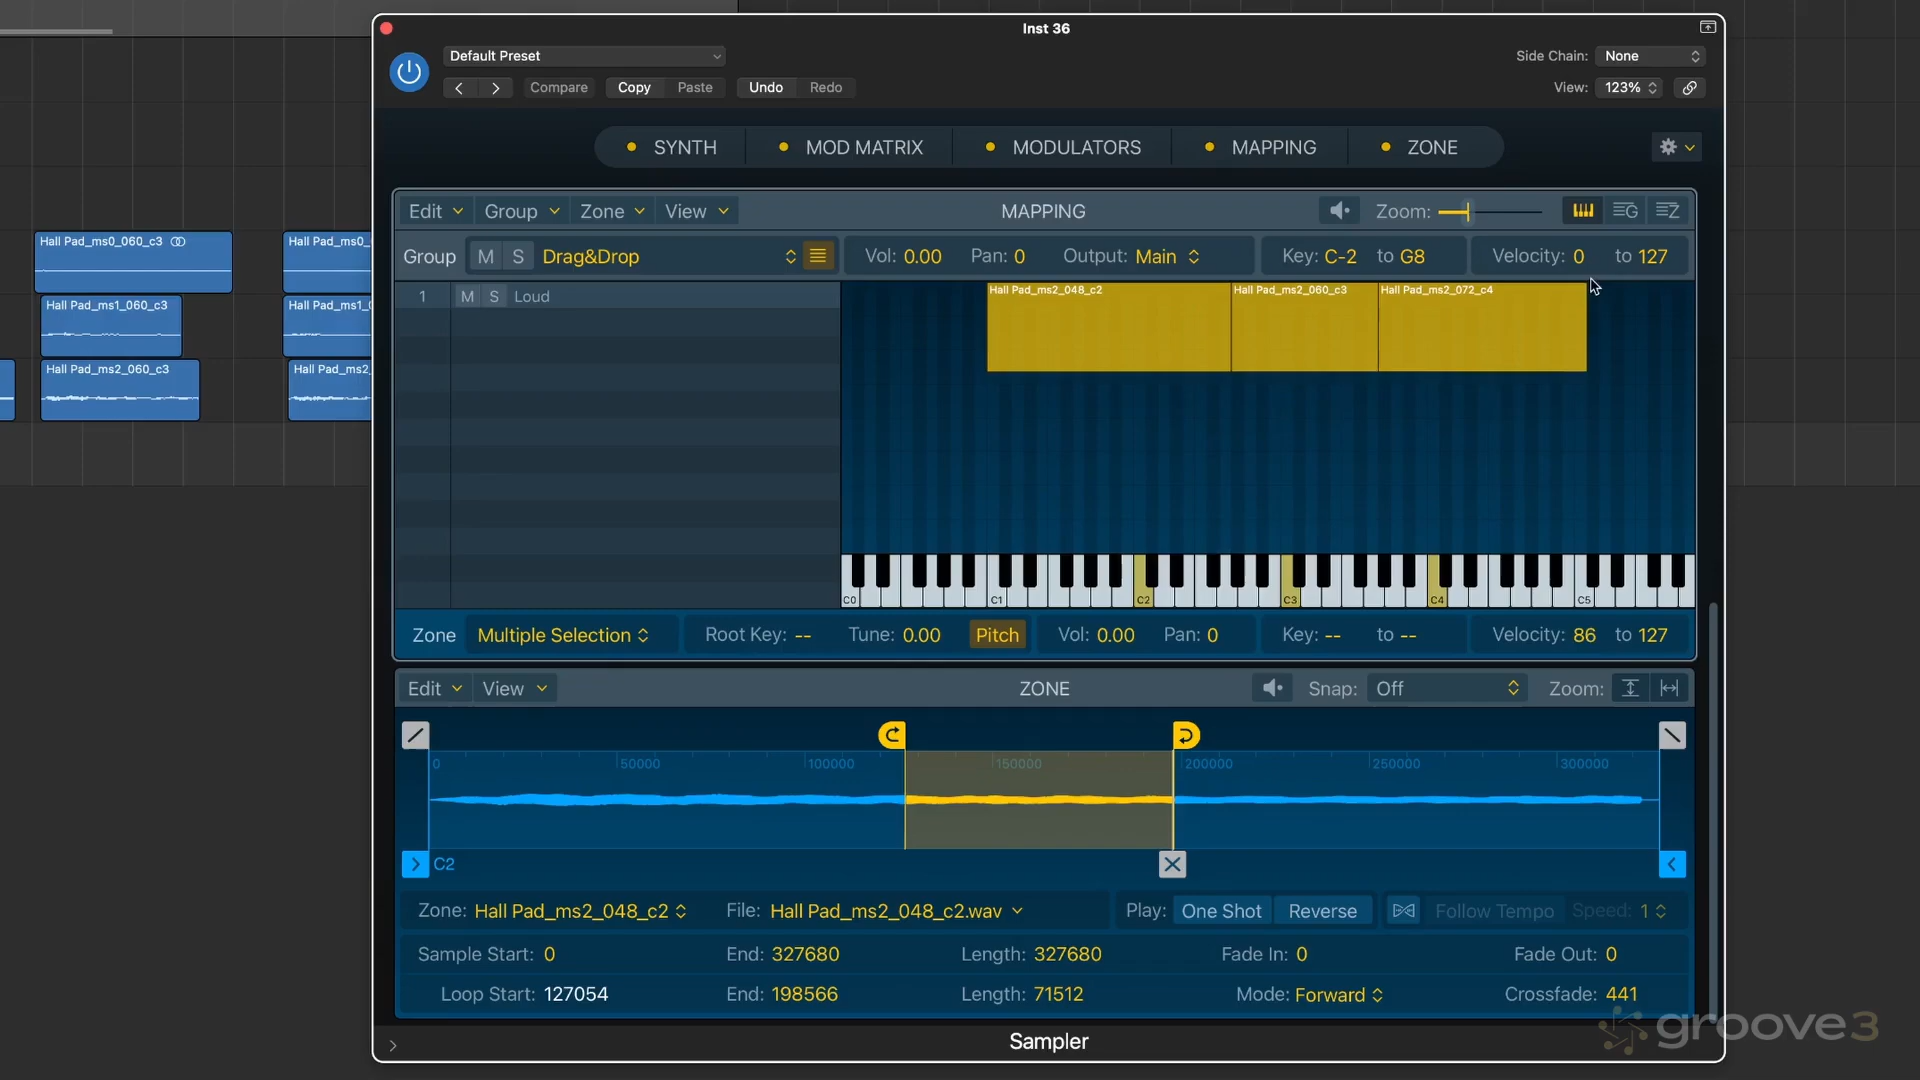 Inst 36
Default Preset
Side Chain: None
Compare Copy Paste Undo Redo
View: 123%
SYNTH MOD MATRIX MODULATORS MAPPING ZONE
Edit Group Zone View MAPPING Zoom:
Group M S Drag&Drop Vol: 0.00 Pan: 0 Output: Main Key: C-2 to G8 Velocity: 0 to 127
Hall Pad_ms0_060_c3 Hall Pad_ms0_
1 M S Loud Hall Pad_ms2_048_c2 Hall Pad_ms2_060_c3 Hall Pad_ms2_072_c4
Hall Pad_ms1_060_c3 Hall Pad_ms1_
Hall Pad_ms2_060_c3 Hall Pad_ms2_
C0 C1 C2 C3 C4 C5
Zone Multiple Selection Root Key: -- Tune: 0.00 Pitch Vol: 0.00 Pan: 0 Key: -- to -- Velocity: 86 to 127
Edit View ZONE Snap: Off Zoom:
0 50000 100000 150000 200000 250000 300000
C2
Zone: Hall Pad_ms2_048_c2 File: Hall Pad_ms2_048_c2.wav Play: One Shot Reverse Follow Tempo Speed: 1
Sample Start: 0 End: 327680 Length: 327680 Fade In: 0 Fade Out: 0
Loop Start: 127054 End: 198566 Length: 71512 Mode: Forward Crossfade: 441
groove3
Sampler